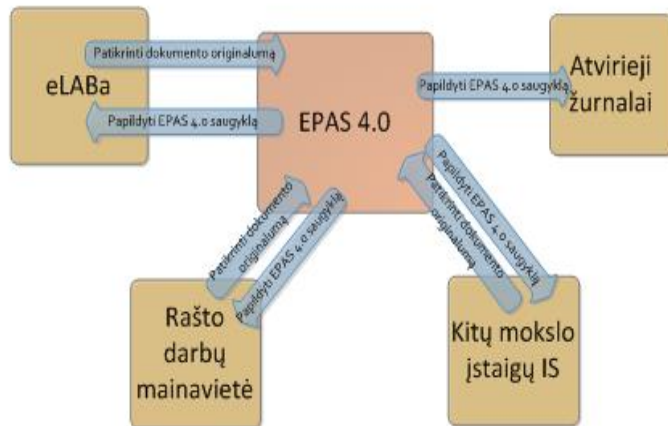 Patikrinti dokumento originalumą
eLABa
Papildyti EPAS 4.0 saugyklą
EPAS 4.0
Papildyti EPAS 4.0 saugyklą
Atvirieji
žurnalai
Patikrinti dokumento
originalumą
Papildyti EPAS 4.0 saugyklą
Papildyti EPAS 4.0 saugyklą
Patikrinti dokumento
originalumą
Rašto
darbų
mainavietė
Kitų mokslo
įstaigų IS